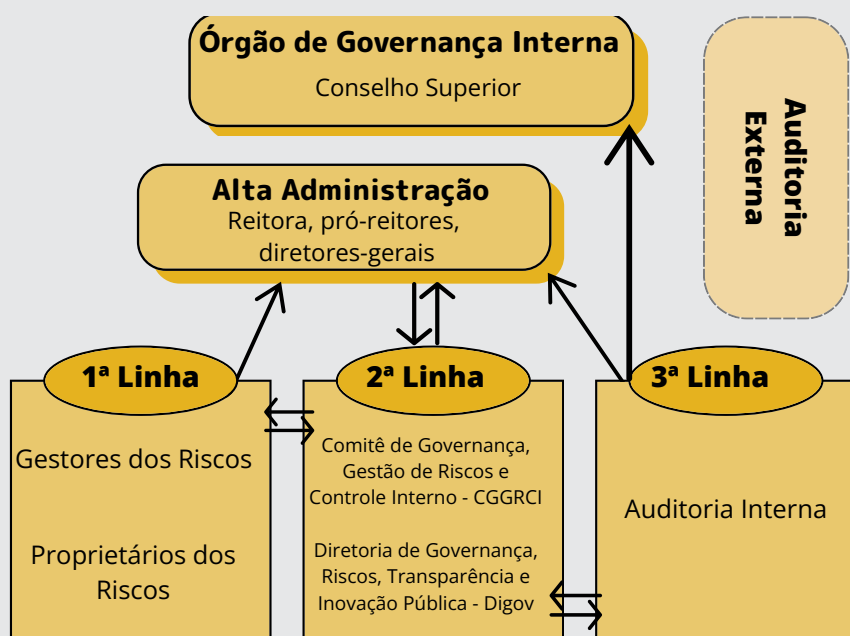 Órgão de Governança Interna
Conselho Superior
Auditoria
Externa
Alta Administração
Reitora, pró-reitores,
diretores-gerais
1ª Linha
Gestores dos Riscos
Proprietários dos
Riscos
2ª Linha
Comitê de Governança,
Gestão de Riscos e
Controle Interno - CGGRCI
Diretoria de Governança,
Riscos, Transparência e
Inovação Pública - Digov
3ª Linha
Auditoria Interna